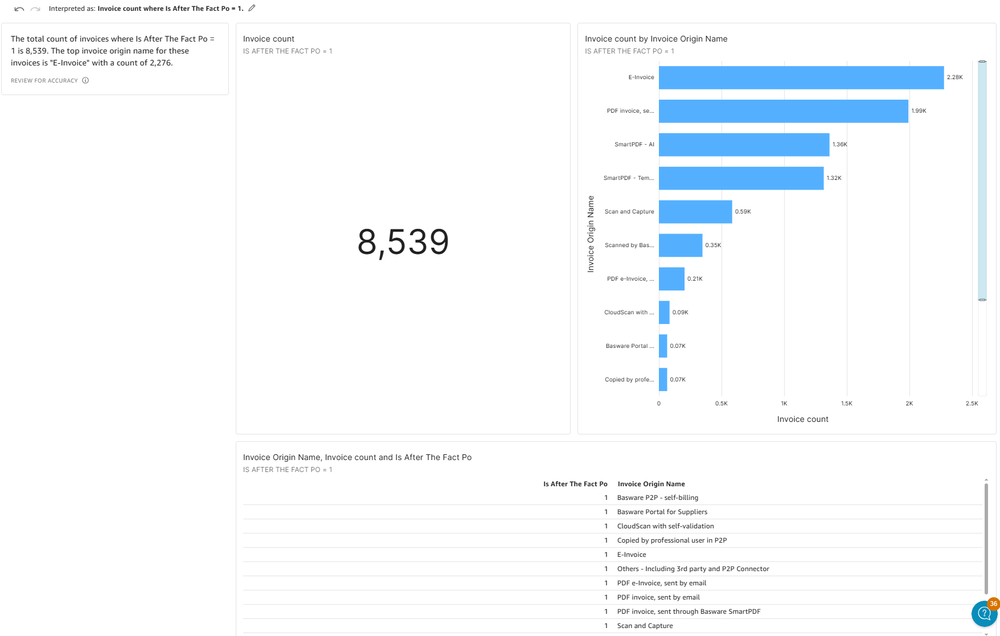 Interpreted as: Invoice count where Is After The Fact Po = 1.
The total count of invoices where Is After The Fact Po =
1 is 8,539. The top invoice origin name for these
invoices is "E-Invoice" with a count of 2,276.
REVIEW FOR ACCURACY
Invoice count
IS AFTER THE FACT PO = 1
8,539
Invoice count by Invoice Origin Name
IS AFTER THE FACT PO = 1
Invoice Origin Name
E-Invoice 2.28K
PDF invoice, se... 1.99K
SmartPDF - AI 1.36K
SmartPDF - Tem... 1.32K
Scan and Capture 0.59K
Scanned by Bas... 0.35K
PDF e-Invoice, ... 0.21K
CloudScan with ... 0.09K
Basware Portal ... 0.07K
Copied by profe... 0.07K
0 0.5K 1K 1.5K 2K 2.5K
Invoice count
Invoice Origin Name, Invoice count and Is After The Fact Po
IS AFTER THE FACT PO = 1
Is After The Fact Po Invoice Origin Name
1 Basware P2P - self-billing
1 Basware Portal for Suppliers
1 CloudScan with self-validation
1 Copied by professional user in P2P
1 E-Invoice
1 Others - Including 3rd party and P2P Connector
1 PDF e-Invoice, sent by email
1 PDF invoice, sent by email
1 PDF invoice, sent through Basware SmartPDF
1 Scan and Capture
36